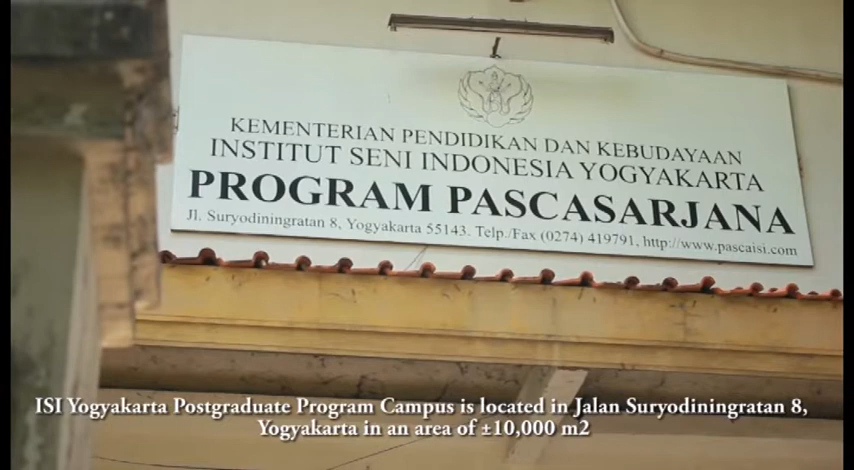 KEMENTERIAN PENDIDIKAN DAN KEBUDAYAAN
INSTITUT SENI INDONESIA YOGYAKARTA
PROGRAM PASCASARJANA
Jl. Suryodiningratan 8, Yogyakarta 55143. Telp./Fax (0274) 419791, http://www.pascaisi.com
ISI Yogyakarta Postgraduate Program Campus is located in Jalan Suryodiningratan 8,
Yogyakarta in an area of ±10,000 m2